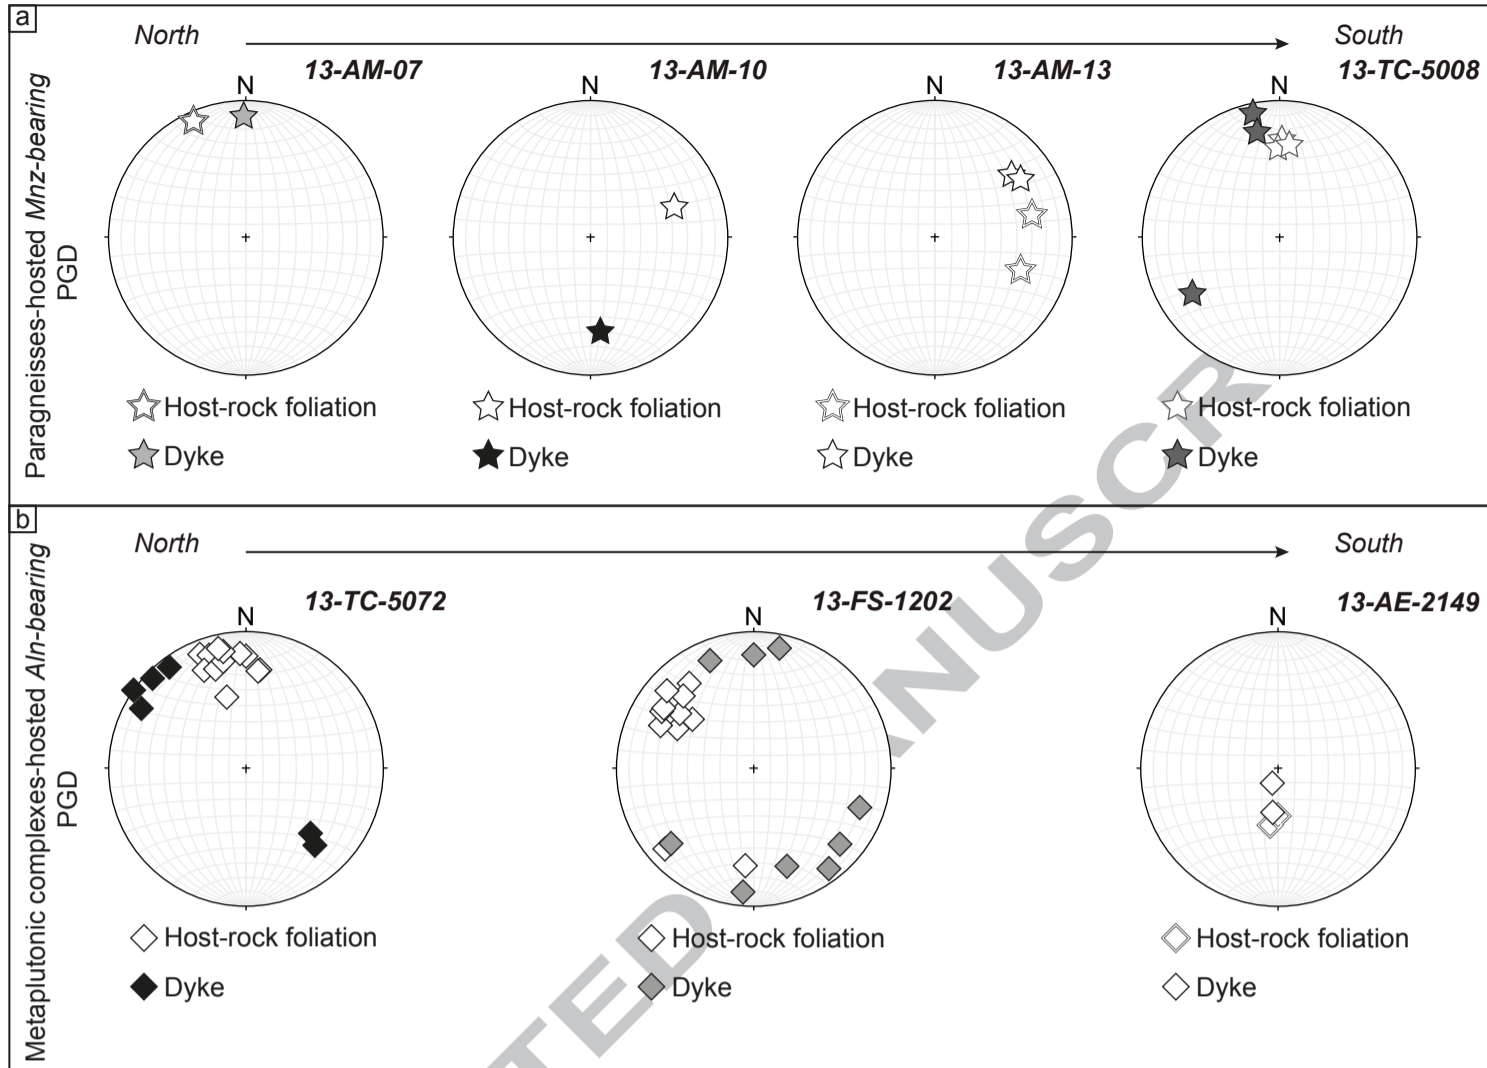 a
North
South
13-AM-07
13-AM-10
13-AM-13
13-TC-5008
N
N
N
N
Paragneisses-hosted Mnz-bearing
PGD
Host-rock foliation
Host-rock foliation
Host-rock foliation
Host-rock foliation
Dyke
Dyke
Dyke
Dyke
b
North
South
13-TC-5072
13-FS-1202
13-AE-2149
N
N
N
Metaplutonic complexes-hosted Aln-bearing
PGD
Host-rock foliation
Host-rock foliation
Host-rock foliation
Dyke
Dyke
Dyke
TED
ANUSCR